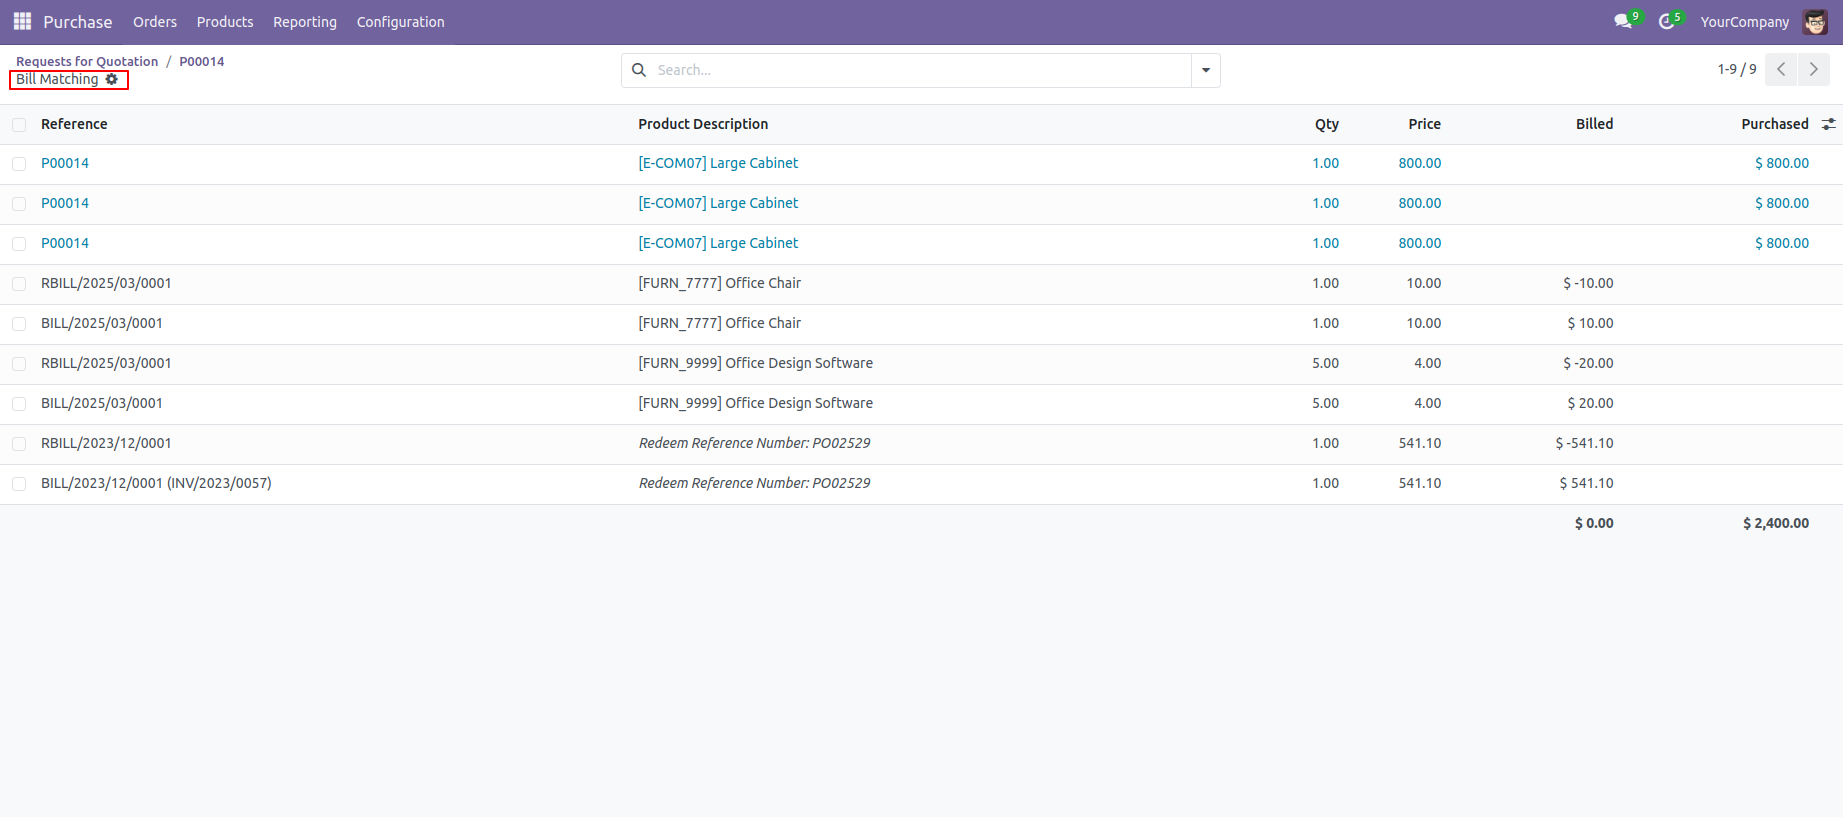 Purchase Orders Products Reporting Configuration 9 5 YourCompany
Requests for Quotation / P00014
Bill Matching
Search...
1-9 / 9
Reference Product Description Qty Price Billed Purchased
P00014 [E-COM07] Large Cabinet 1.00 800.00 $ 800.00
P00014 [E-COM07] Large Cabinet 1.00 800.00 $ 800.00
P00014 [E-COM07] Large Cabinet 1.00 800.00 $ 800.00
RBILL/2025/03/0001 [FURN_7777] Office Chair 1.00 10.00 $ -10.00
BILL/2025/03/0001 [FURN_7777] Office Chair 1.00 10.00 $ 10.00
RBILL/2025/03/0001 [FURN_9999] Office Design Software 5.00 4.00 $ -20.00
BILL/2025/03/0001 [FURN_9999] Office Design Software 5.00 4.00 $ 20.00
RBILL/2023/12/0001 Redeem Reference Number: PO02529 1.00 541.10 $ -541.10
BILL/2023/12/0001 (INV/2023/0057) Redeem Reference Number: PO02529 1.00 541.10 $ 541.10
$ 0.00 $ 2,400.00